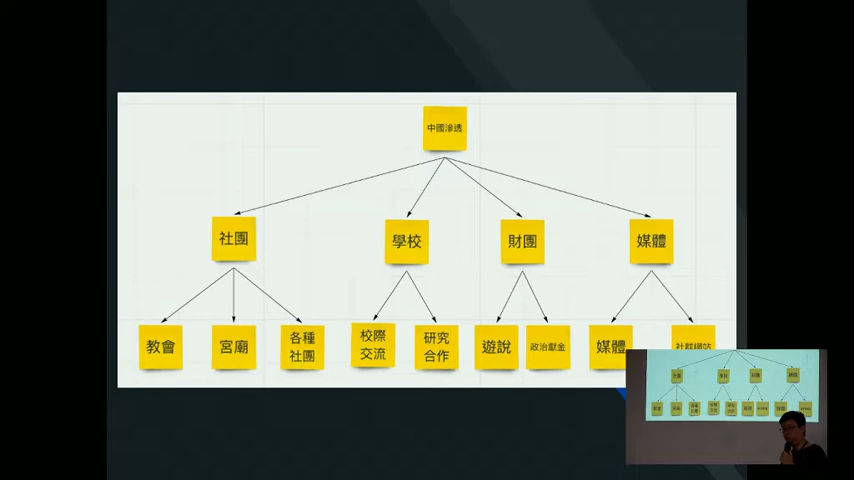 中國滲透
社團
學校
財團
媒體
教會
宮廟
各種
社團
校際
交流
研究
合作
遊說
政治獻金
媒體
社群網站